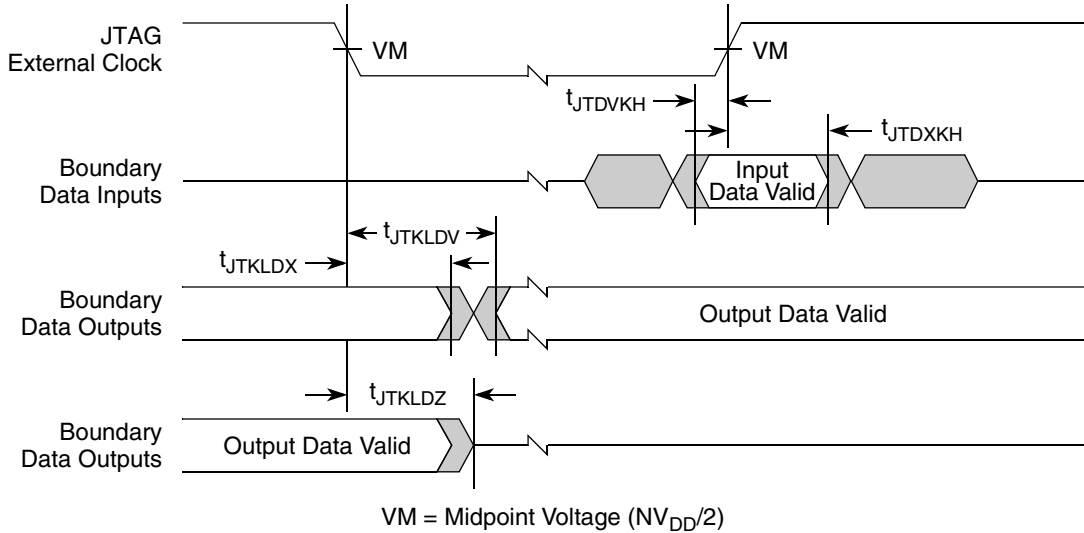 JTAG
External Clock
VM
VM
tJTDVKH
tJTDXKH
Boundary
Data Inputs
Input
Data Valid
tJTKLDV
tJTKLDX
Boundary
Data Outputs
Output Data Valid
tJTKLDZ
Boundary
Data Outputs
Output Data Valid
VM = Midpoint Voltage (NVDD/2)